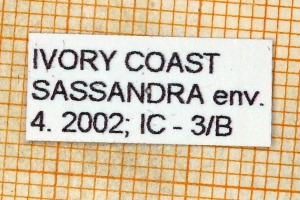 IVORY COAST
SASSANDRA env.
4. 2002; IC - 3/B